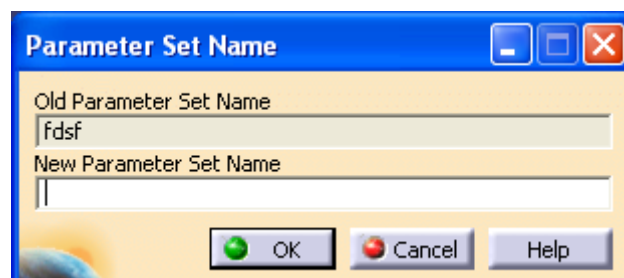 Parameter Set Name
Old Parameter Set Name
fdsf
New Parameter Set Name
OK Cancel Help